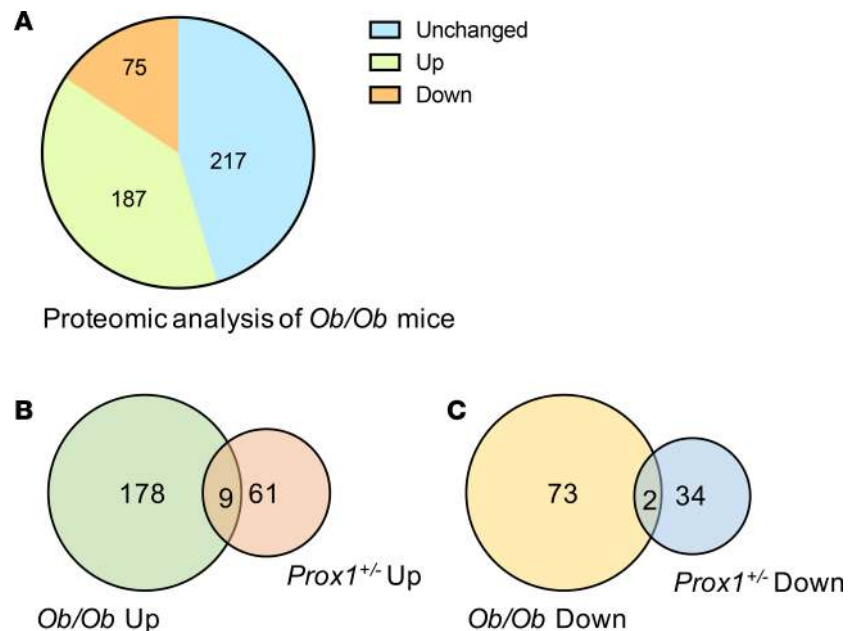 A
Unchanged
Up
Down
75
217
187
Proteomic analysis of Ob/Ob mice
B
178
9
61
Prox1+/- Up
Ob/Ob Up
C
73
2
34
Prox1+/- Down
Ob/Ob Down